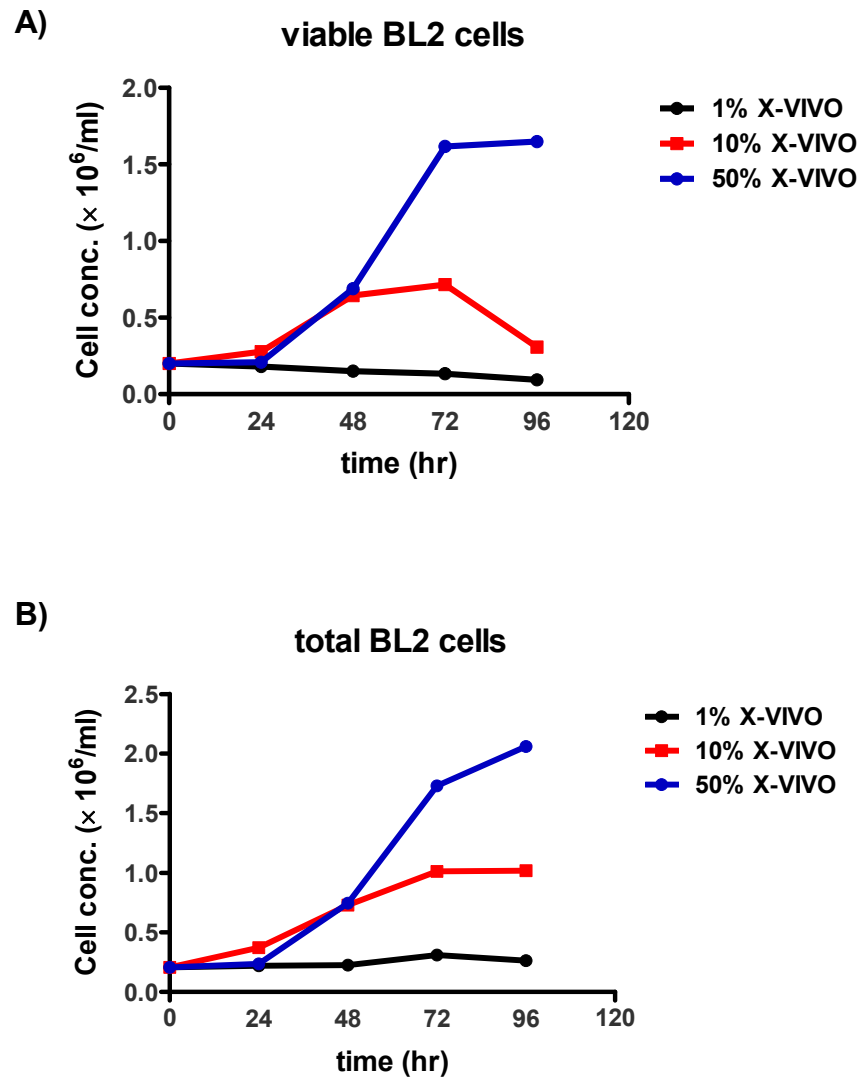 A)
viable BL2 cells
2.0
1.5
1.0
0.5
0.0
Cell conc. (× 10⁶/ml)
0 24 48 72 96 120
time (hr)
1% X-VIVO
10% X-VIVO
50% X-VIVO
B)
total BL2 cells
2.5
2.0
1.5
1.0
0.5
0.0
Cell conc. (× 10⁶/ml)
0 24 48 72 96 120
time (hr)
1% X-VIVO
10% X-VIVO
50% X-VIVO